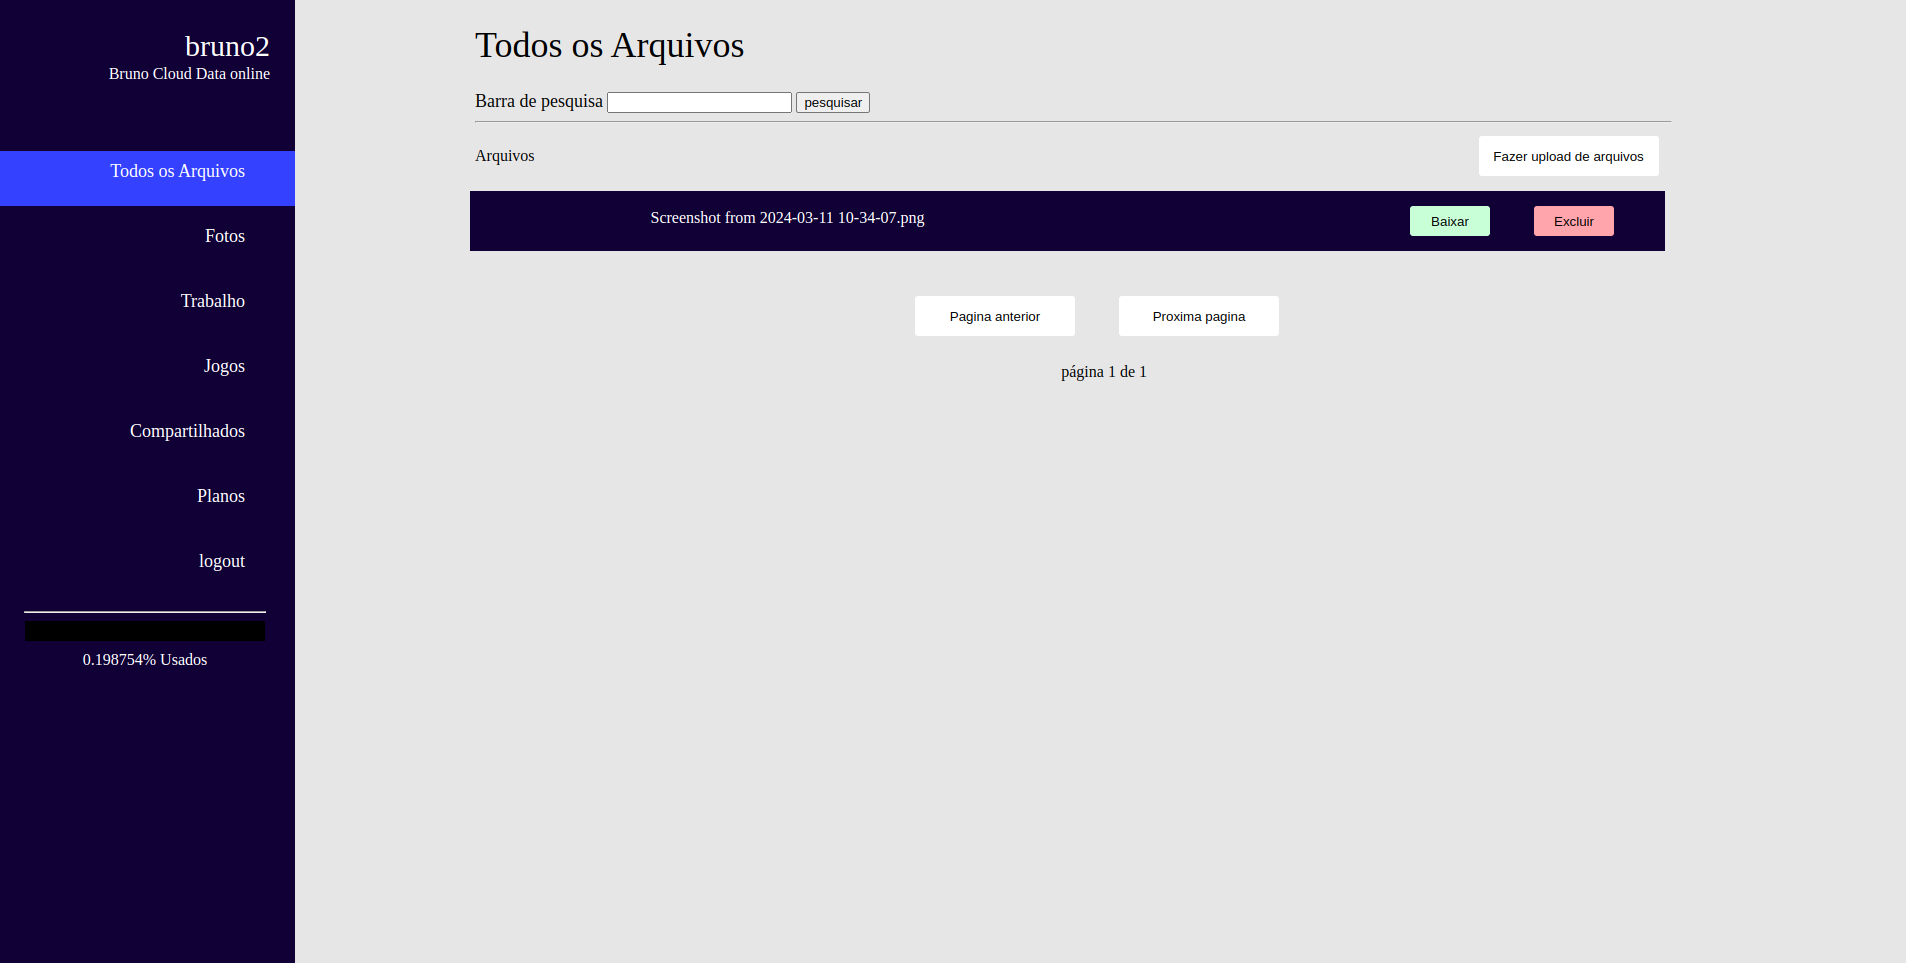 bruno2
Bruno Cloud Data online
Todos os Arquivos
Fotos
Trabalho
Jogos
Compartilhados
Planos
logout
0.198754% Usados
Todos os Arquivos
Barra de pesquisa pesquisar
Arquivos Fazer upload de arquivos
Screenshot from 2024-03-11 10-34-07.png Baixar Excluir
Pagina anterior Proxima pagina
página 1 de 1